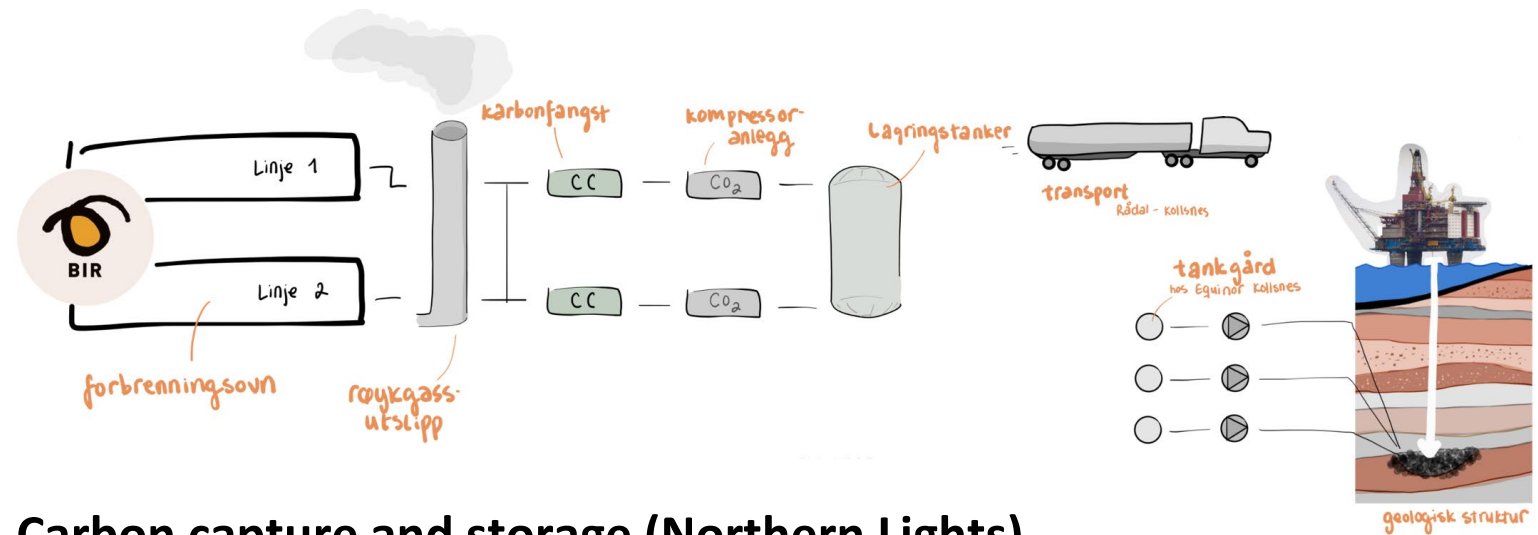 Linje 1
BIR
Linje 2
forbrenningsovn
røykgass-
utslipp
karbonfangst
CC
CC
kompressor-
anlegg
CO2
CO2
Lagringstanker
transport
Rådal - Kollsnes
tankgård
hos Equinor Kollsnes
geologisk struktur
Carbon capture and storage (Northern Lights)